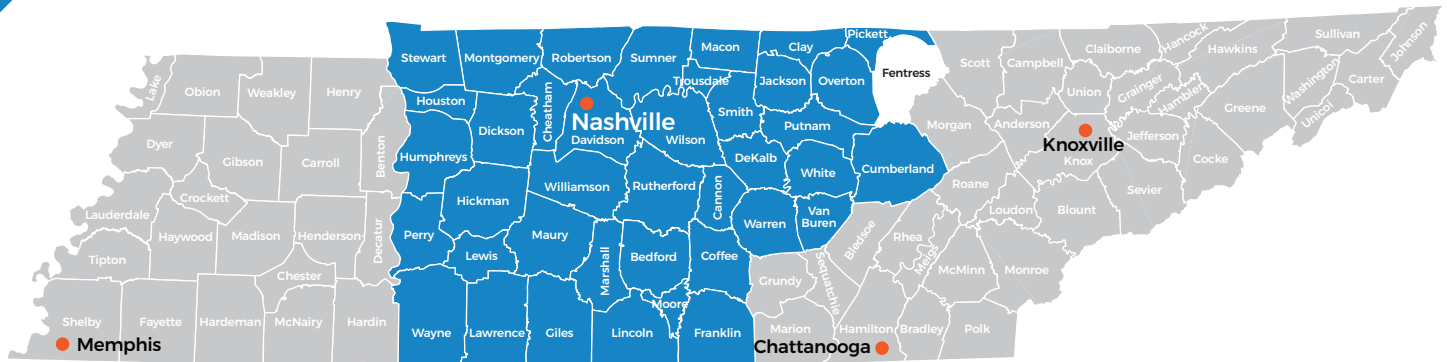 Lake
Obion
Weakley
Henry
Dyer
Gibson
Carroll
Benton
Crockett
Lauderdale
Haywood
Madison
Henderson
Decatur
Tipton
Chester
Shelby
Fayette
Hardeman
McNairy
Hardin
Memphis
Stewart
Montgomery
Robertson
Sumner
Macon
Clay
Pickett
Trousdale
Jackson
Overton
Fentress
Houston
Dickson
Cheatham
Nashville
Davidson
Wilson
Smith
Putnam
Humphreys
DeKalb
White
Cumberland
Williamson
Rutherford
Cannon
Hickman
Warren
Van
Buren
Perry
Lewis
Maury
Marshall
Bedford
Coffee
Moore
Wayne
Lawrence
Giles
Lincoln
Franklin
Scott
Campbell
Claiborne
Hancock
Hawkins
Sullivan
Johnson
Union
Grainger
Hamblen
Greene
Washington
Carter
Unicoi
Morgan
Anderson
Knoxville
Knox
Jefferson
Cocke
Sevier
Roane
Loudon
Blount
Bledsoe
Rhea
Meigs
McMinn
Monroe
Grundy
Sequatchie
Marion
Hamilton
Bradley
Polk
Chattanooga